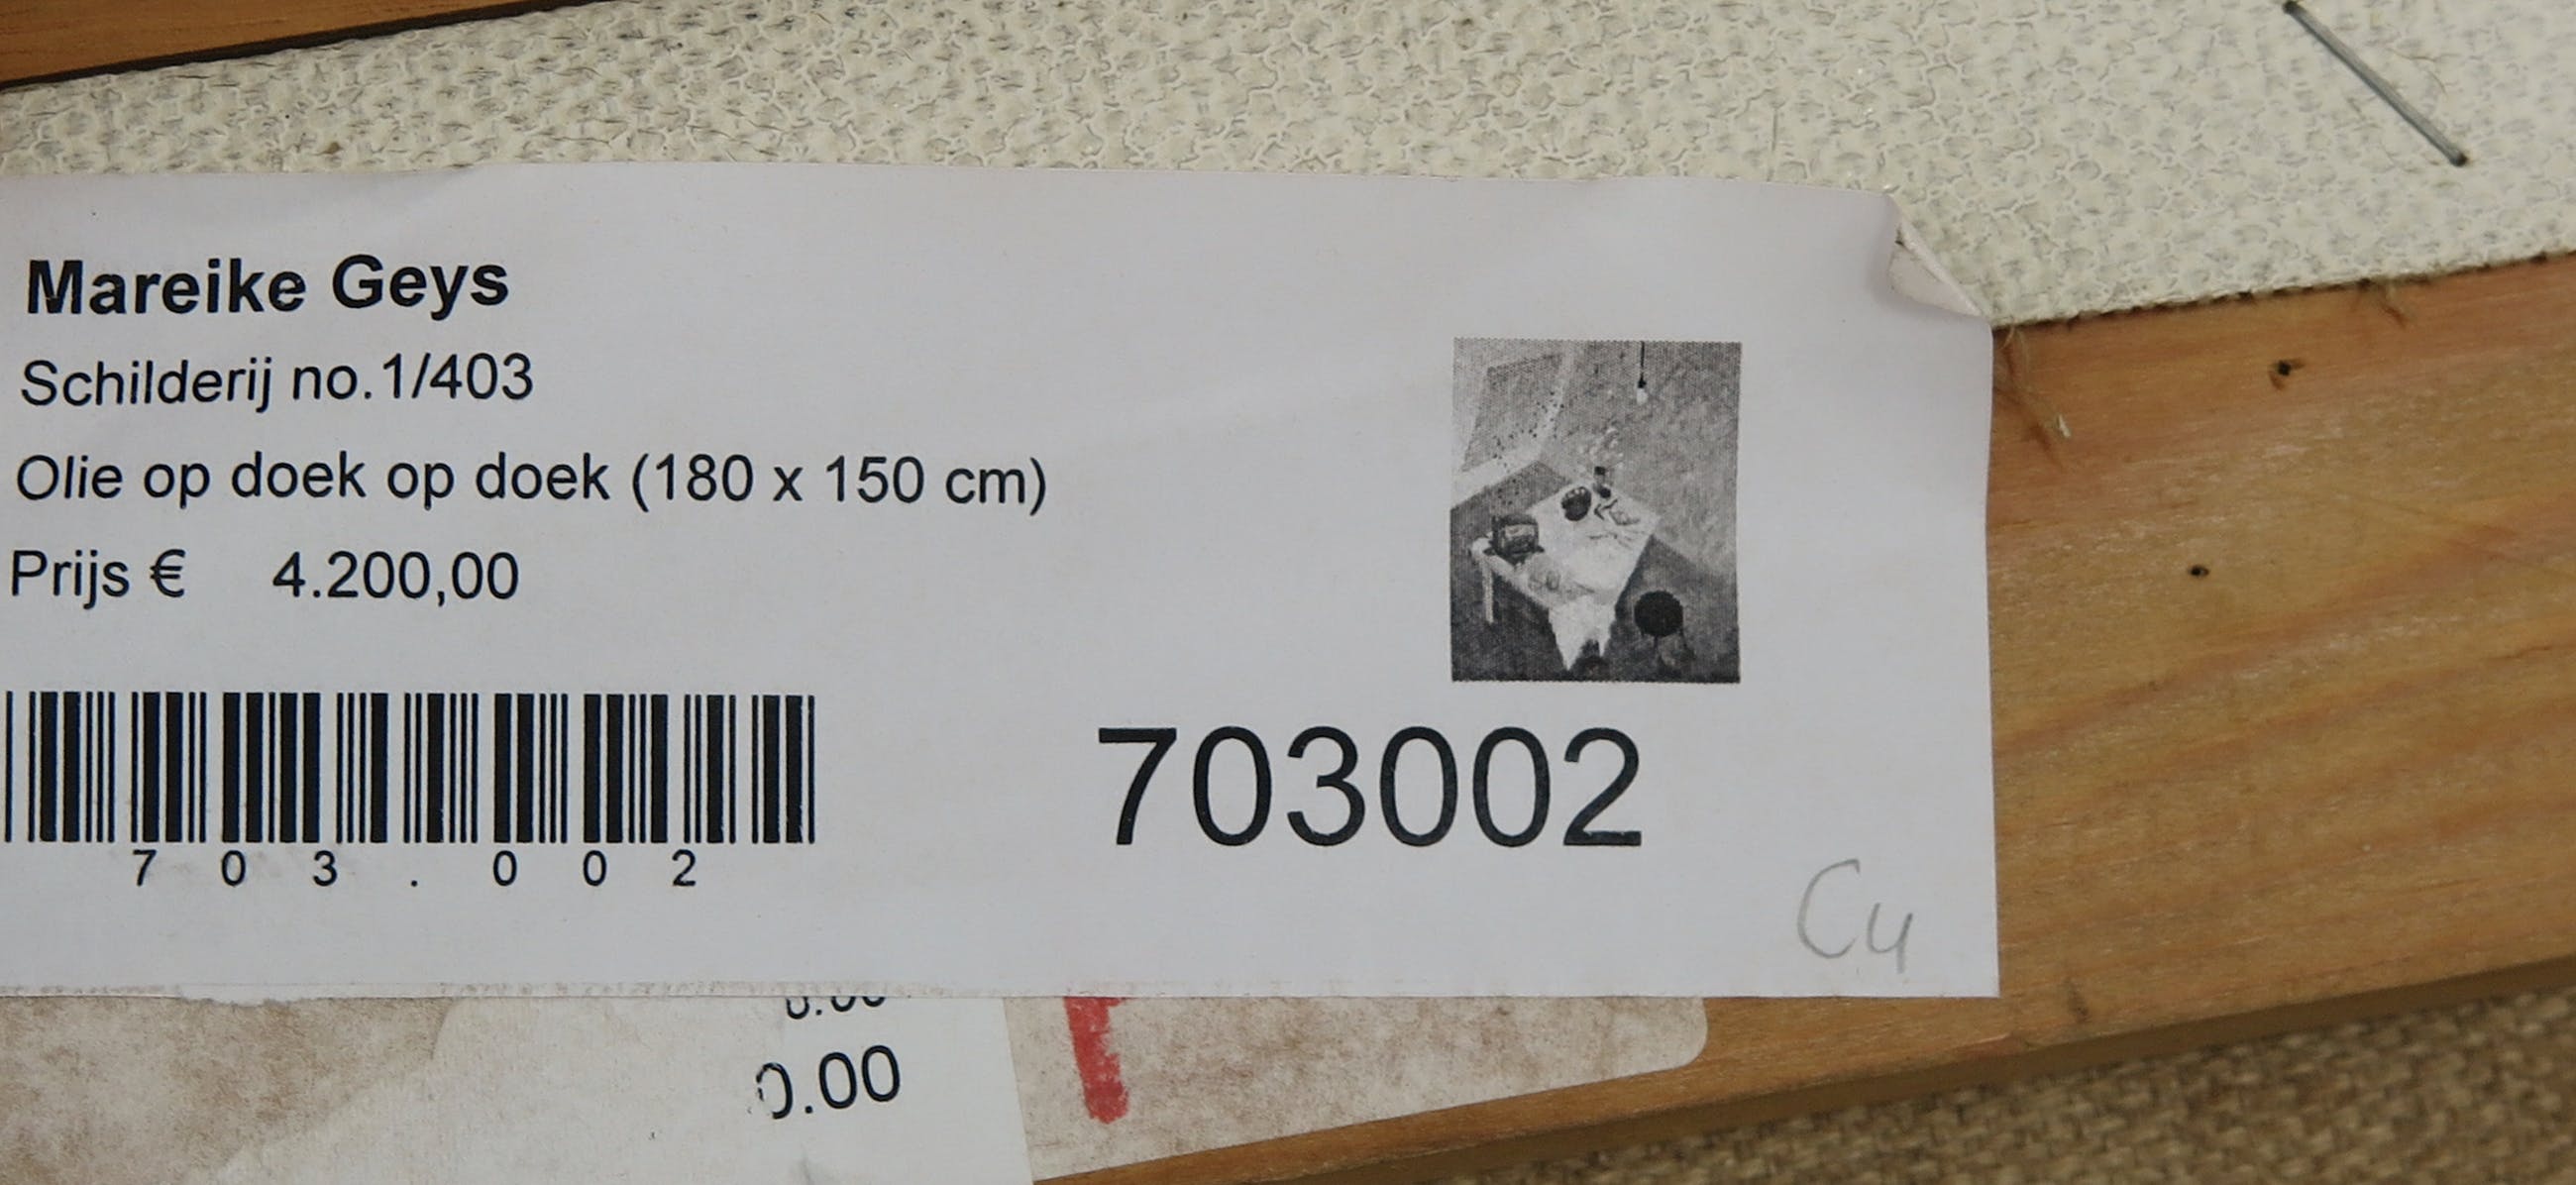 Mareike Geys
Schilderij no.1/403
Olie op doek op doek (180 x 150 cm)
Prijs € 4.200,00
703.002
703002
C4
0.00